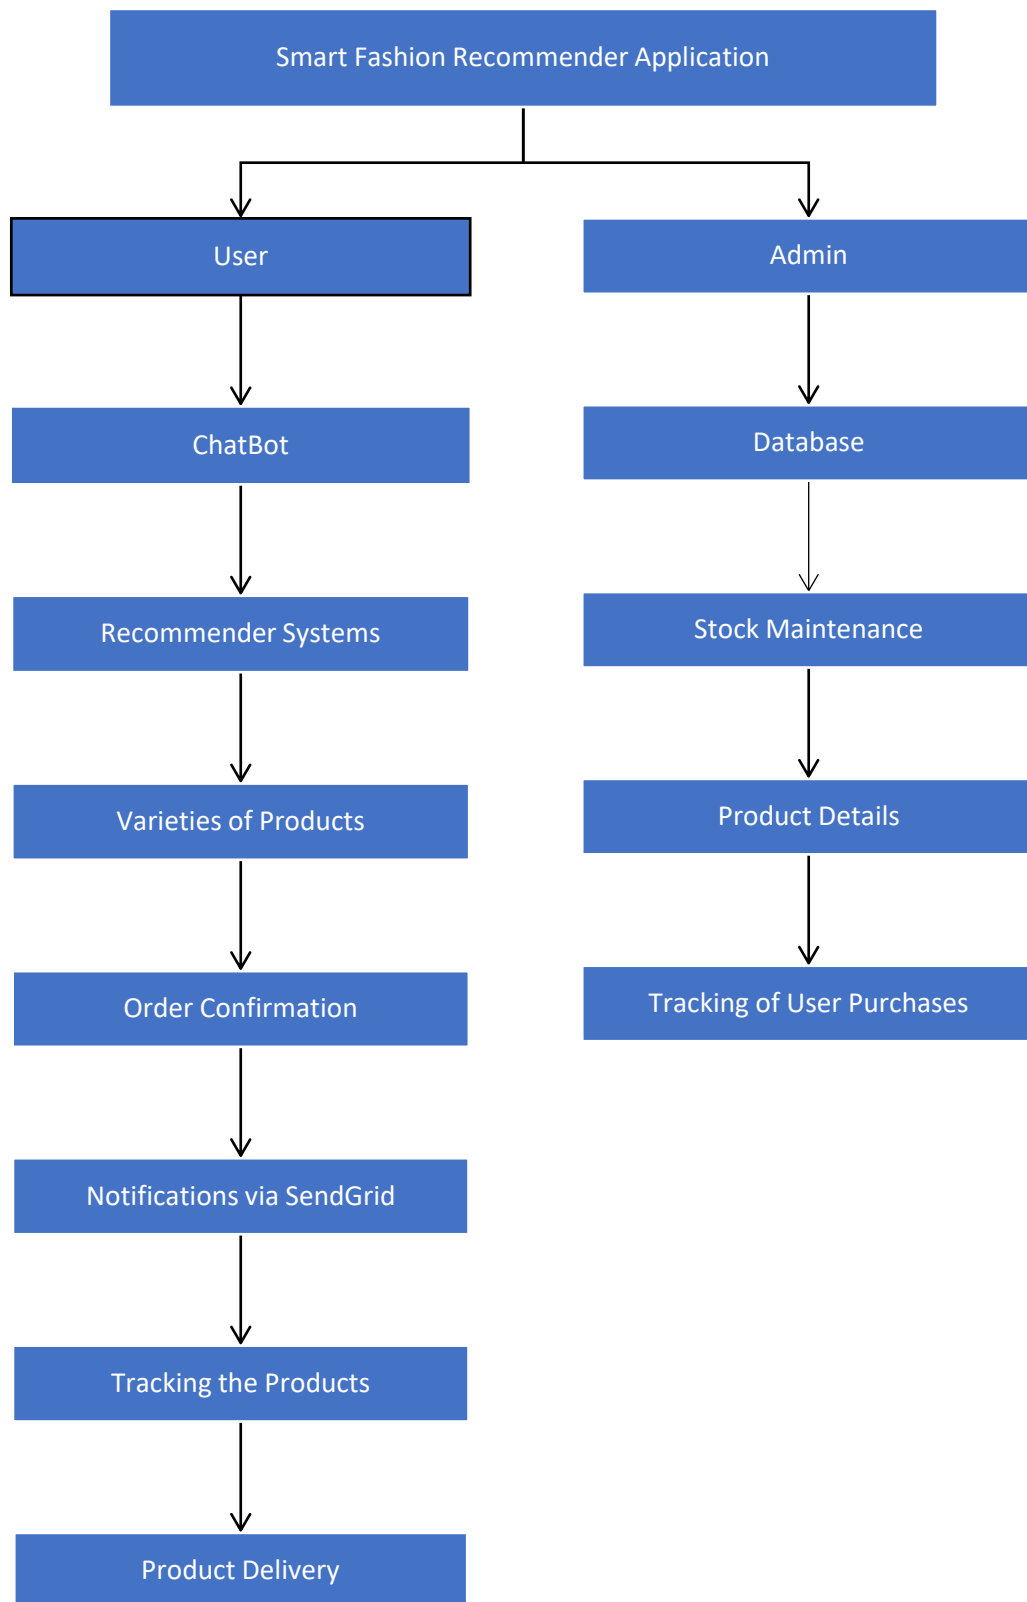 Smart Fashion Recommender Application
User
Admin
ChatBot
Database
Recommender Systems
Stock Maintenance
Varieties of Products
Product Details
Order Confirmation
Tracking of User Purchases
Notifications via SendGrid
Tracking the Products
Product Delivery